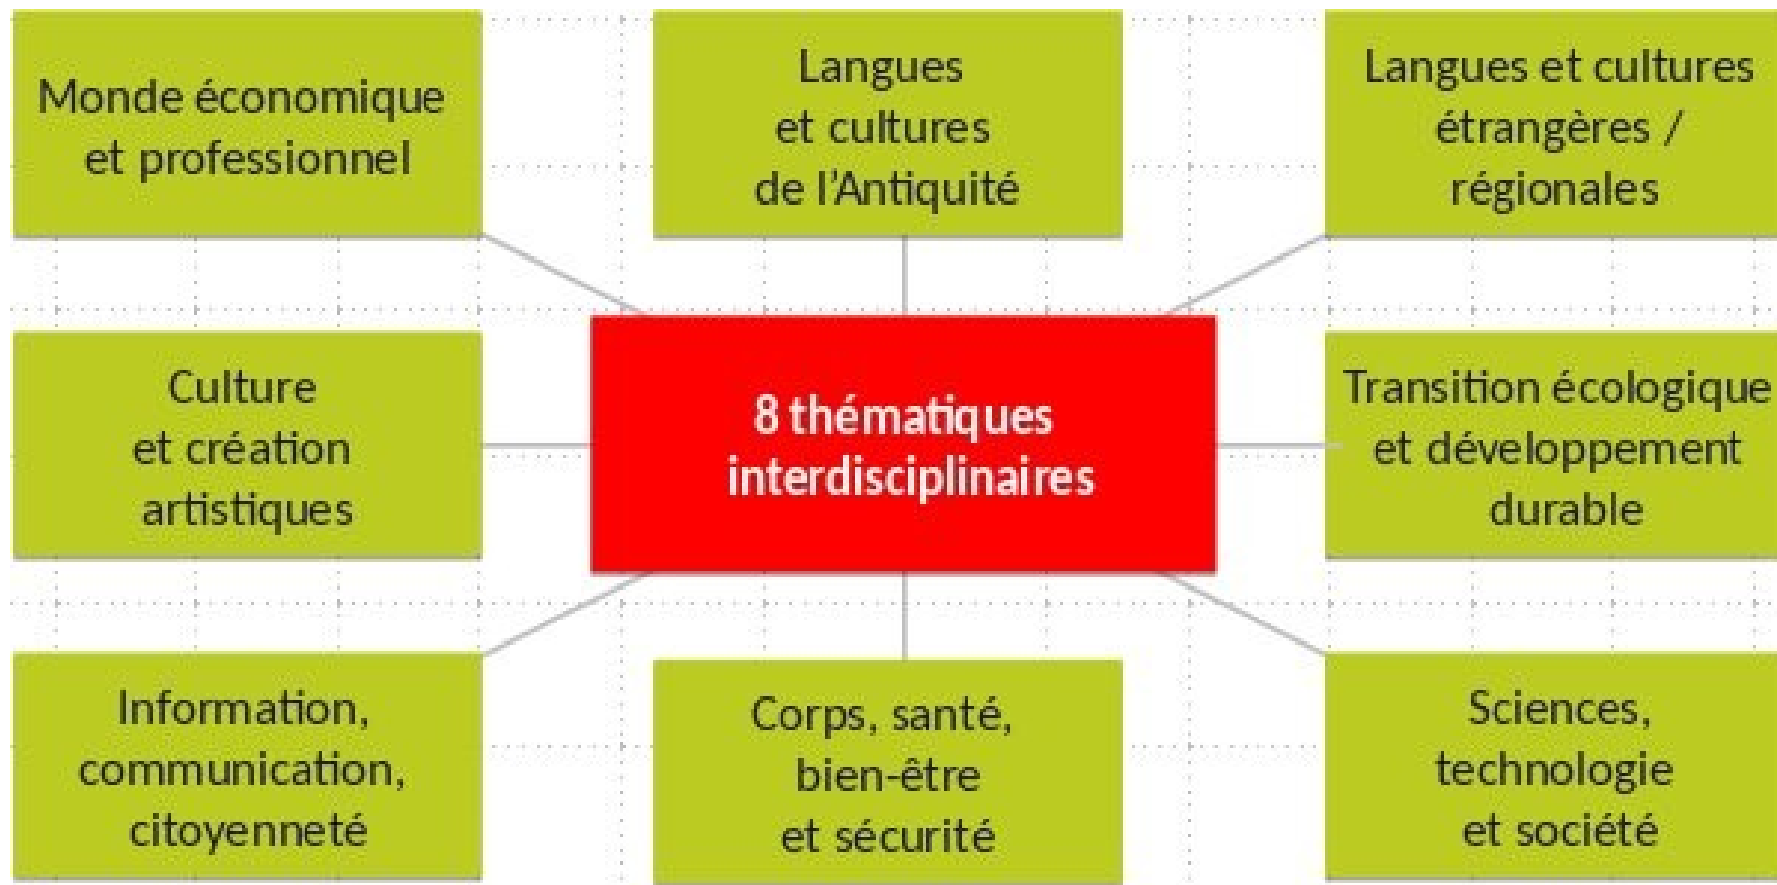 Monde économique
et professionnel
Langues
et cultures
de l’Antiquité
Langues et cultures
étrangères /
régionales
Culture
et création
artistiques
8 thématiques
interdisciplinaires
Transition écologique
et développement
durable
Information,
communication,
citoyenneté
Corps, santé,
bien-être
et sécurité
Sciences,
technologie
et société